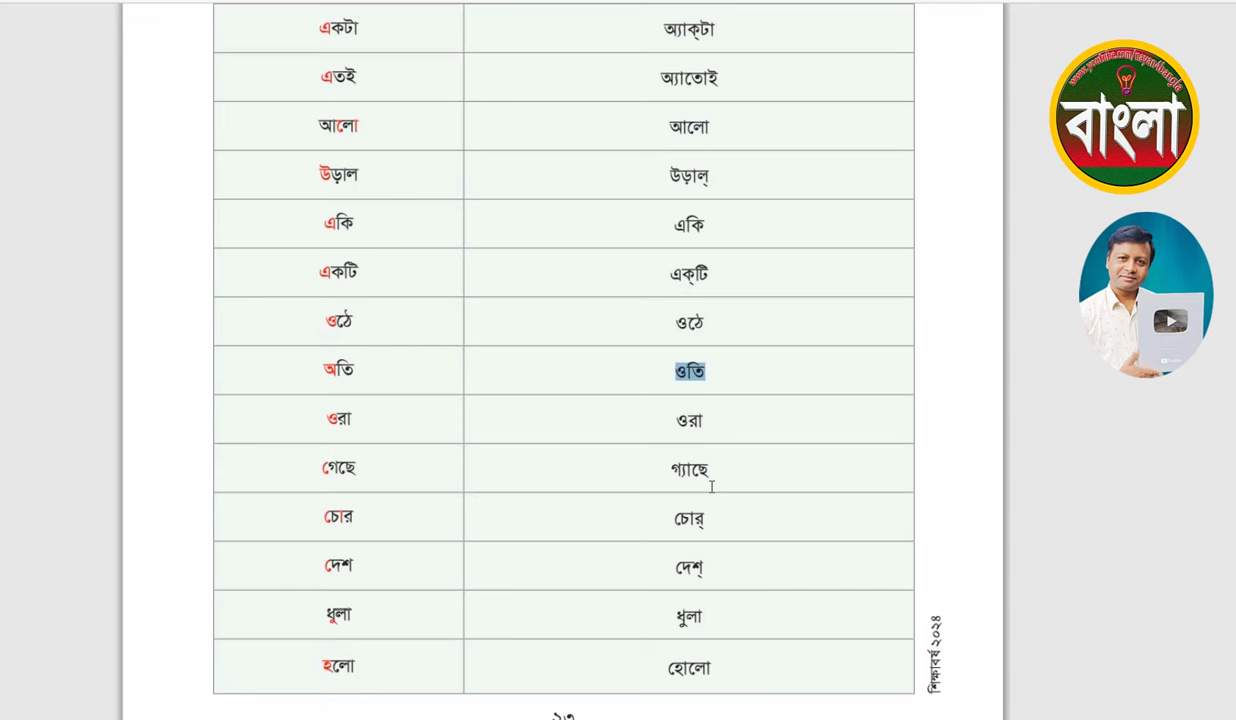 একটা অ্যাক্‌টা
এতই অ্যাতোই
আলো আলো
উড়াল উড়াল্
একি একি
একটি এক্‌টি
ওঠে ওঠে
অতি ওতি
ওরা ওরা
গেছে গ্যাছে
চোর চোর্
দেশ দেশ্
ধুলা ধুলা
হলো হোলো
শিক্ষাবর্ষ ২০২৪
বাংলা